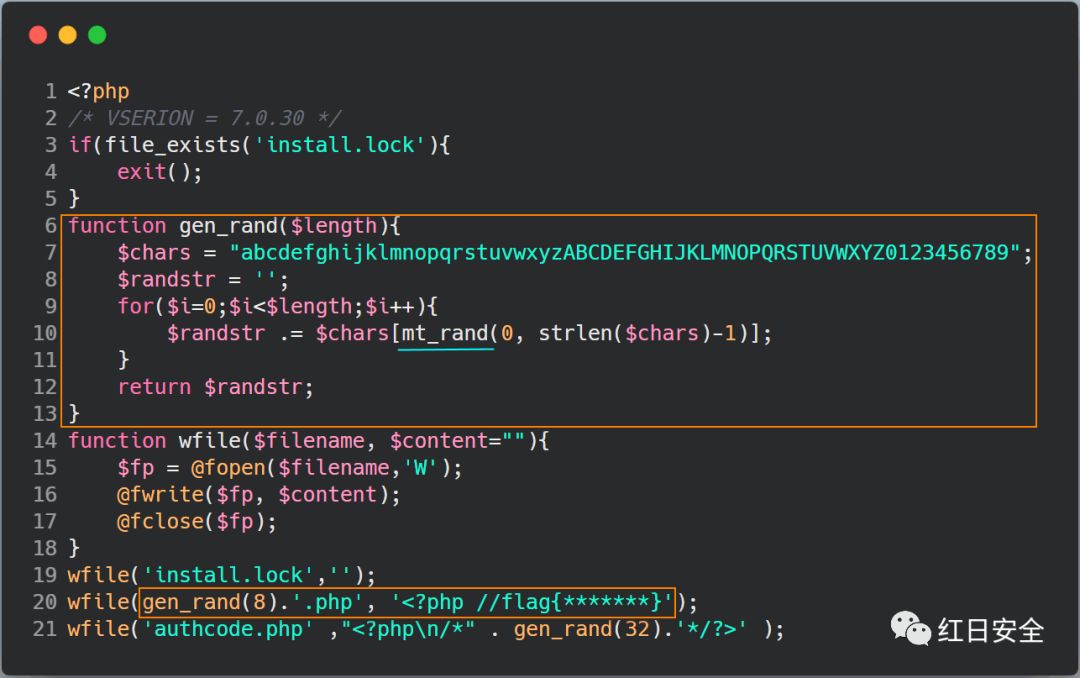 1 <?php
2 /* VSERION = 7.0.30 */
3 if(file_exists('install.lock'){
4     exit();
5 }
6 function gen_rand($length){
7     $chars = "abcdefghijklmnopqrstuvwxyzABCDEFGHIJKLMNOPQRSTUVWXYZ0123456789";
8     $randstr = '';
9     for($i=0;$i<$length;$i++){
10         $randstr .= $chars[mt_rand(0, strlen($chars)-1)];
11     }
12     return $randstr;
13 }
14 function wfile($filename, $content=""){
15     $fp = @fopen($filename,'W');
16     @fwrite($fp, $content);
17     @fclose($fp);
18 }
19 wfile('install.lock','');
20 wfile(gen_rand(8).'.php', '<?php //flag{*******}');
21 wfile('authcode.php' ,"<?php\n/*" . gen_rand(32).'*/?>' );
红日安全